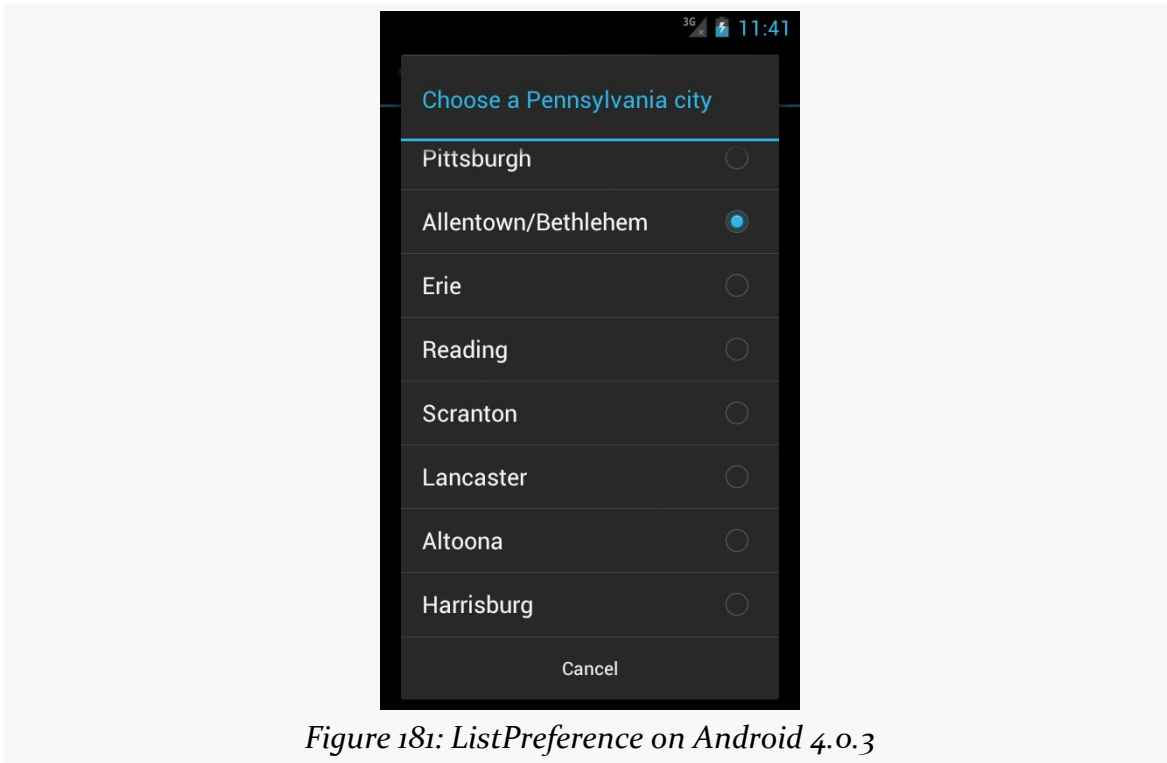 3G 11:41
Choose a Pennsylvania city
Pittsburgh
Allentown/Bethlehem
Erie
Reading
Scranton
Lancaster
Altoona
Harrisburg
Cancel
Figure 181: ListPreference on Android 4.0.3